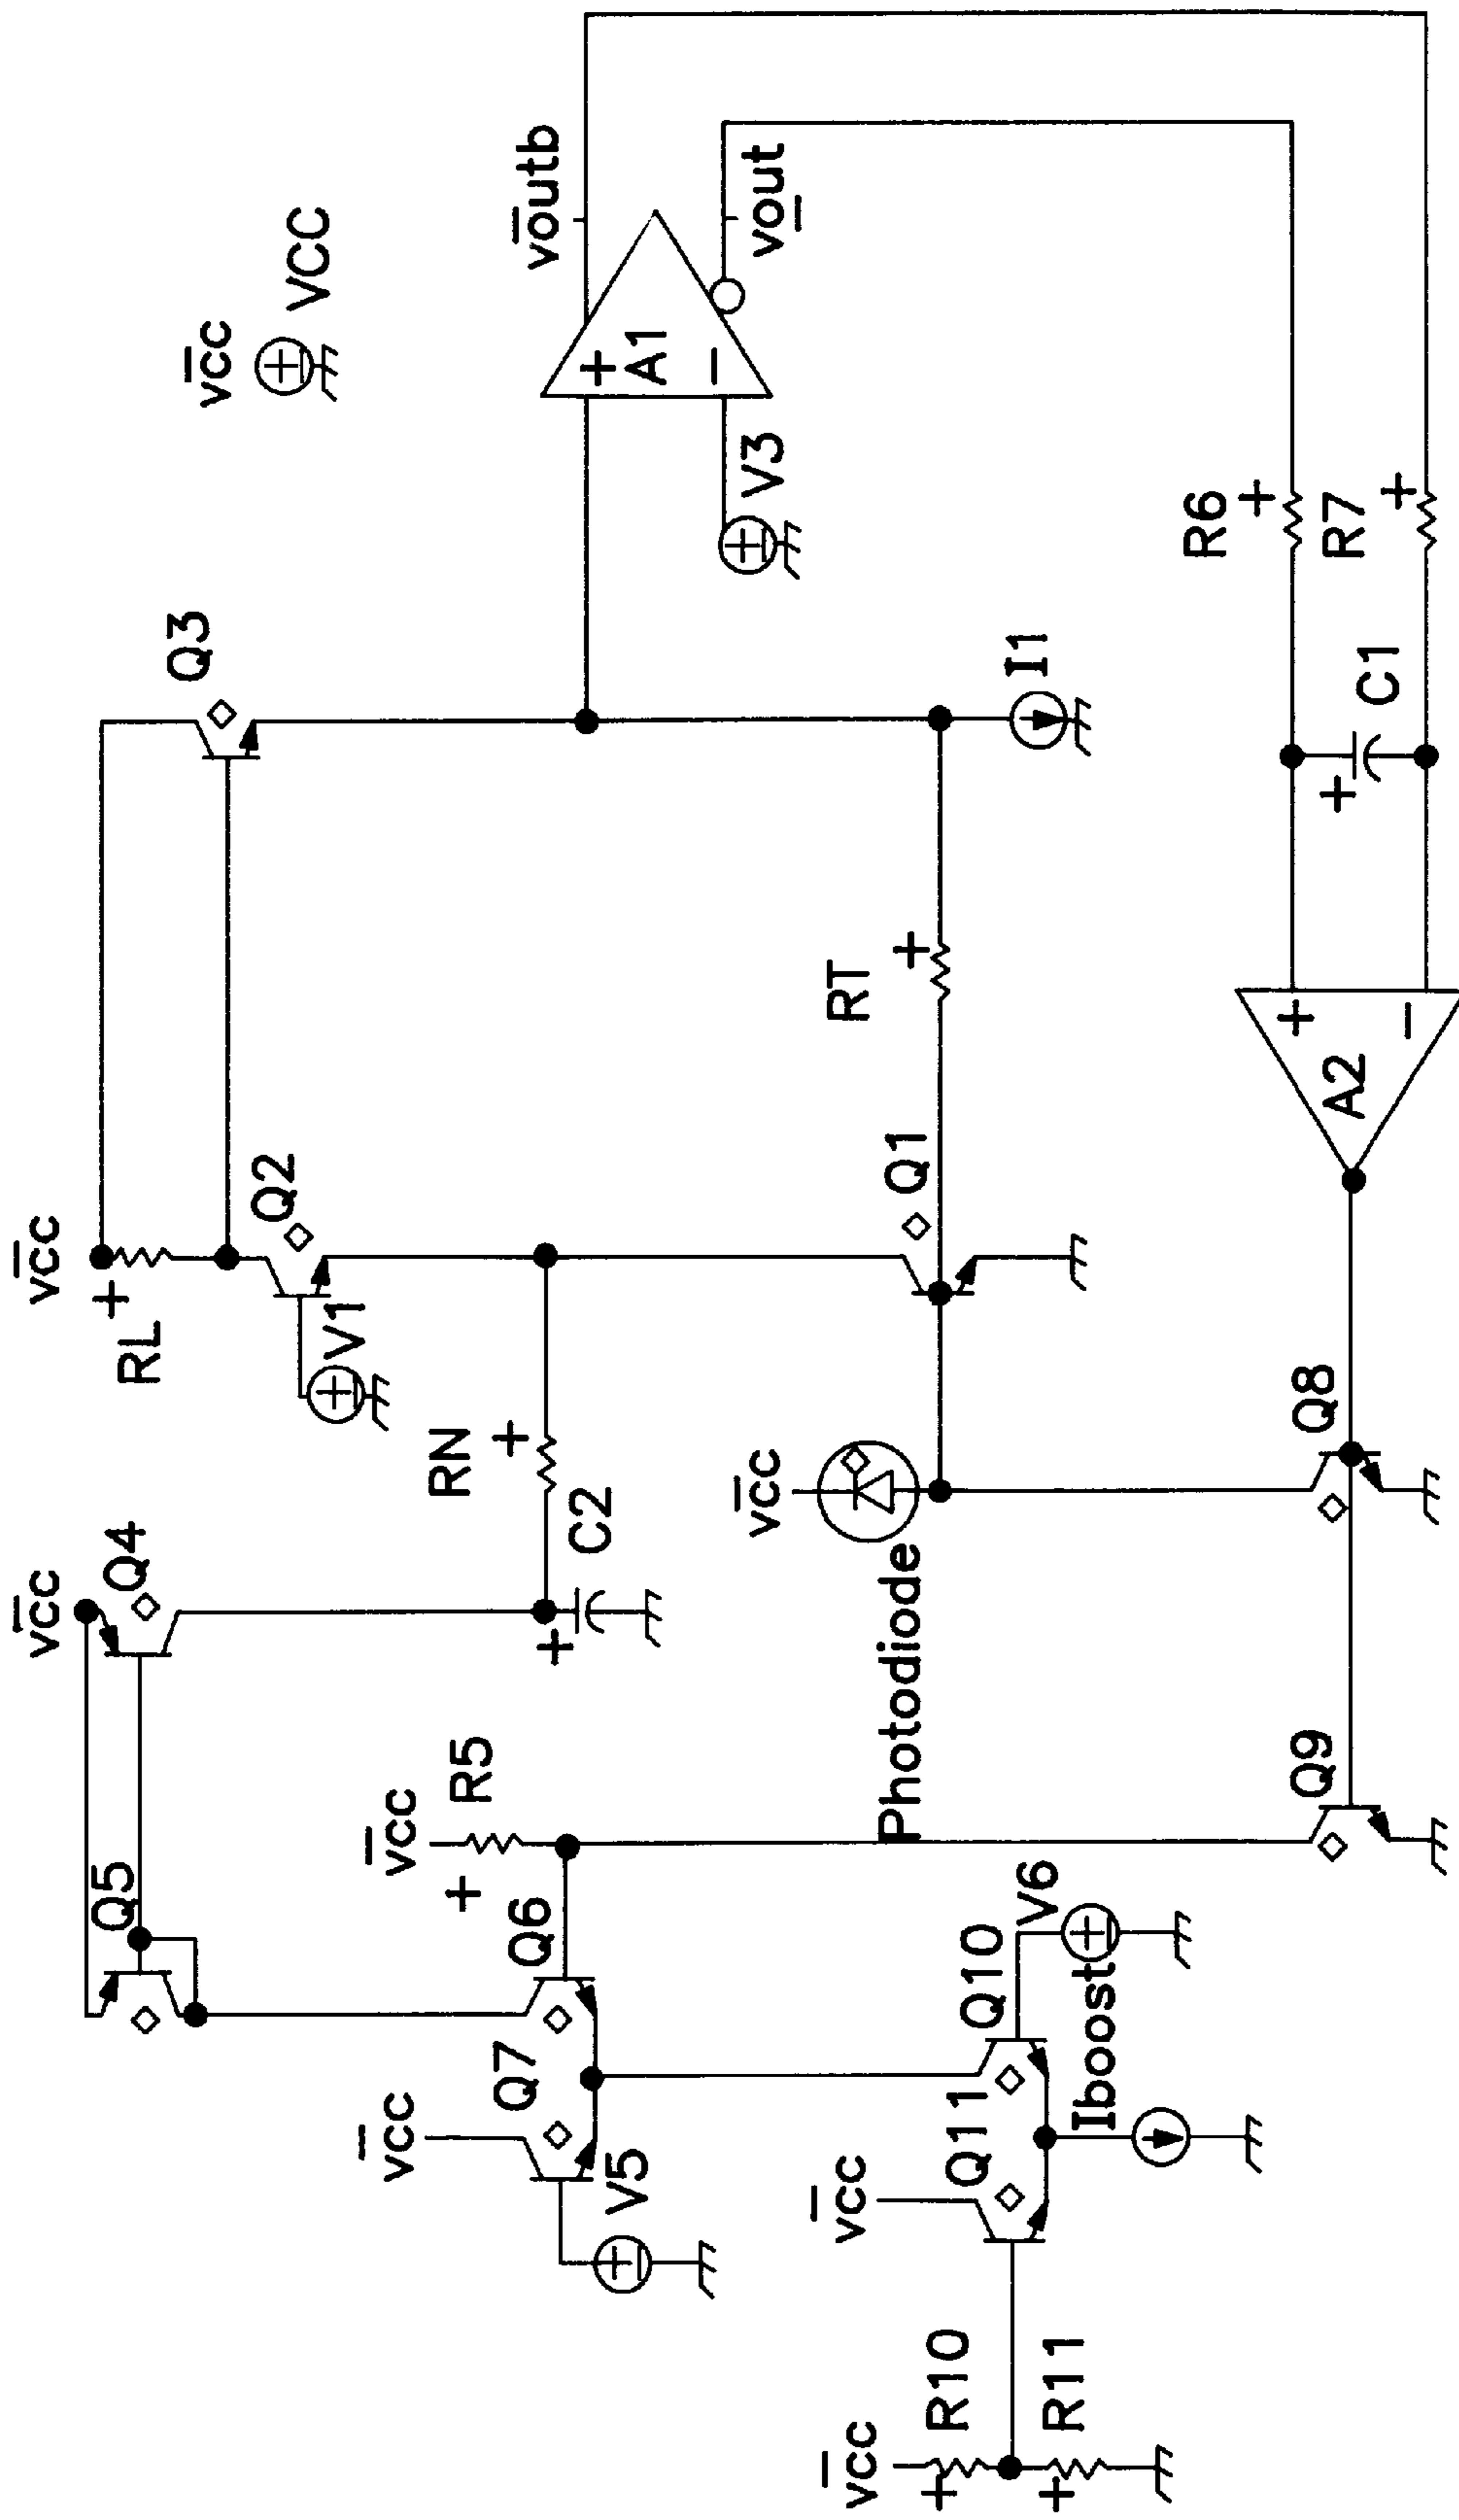 vcc
Q5
Q4
vcc
RL
+
Q3
vcc
VCC
Q2
V1
RN
+
C2
+
vcc
R5
+
Q6
Q7
vcc
V5
voutb
+
A1
-
vout
V3
vcc
Photodiode
RT
+
Q1
I1
vcc
R10
+
R11
+
vcc
Q11
Q10
V6
Iboost
Q9
Q8
A2
+
-
C1
+
R6
+
R7
+